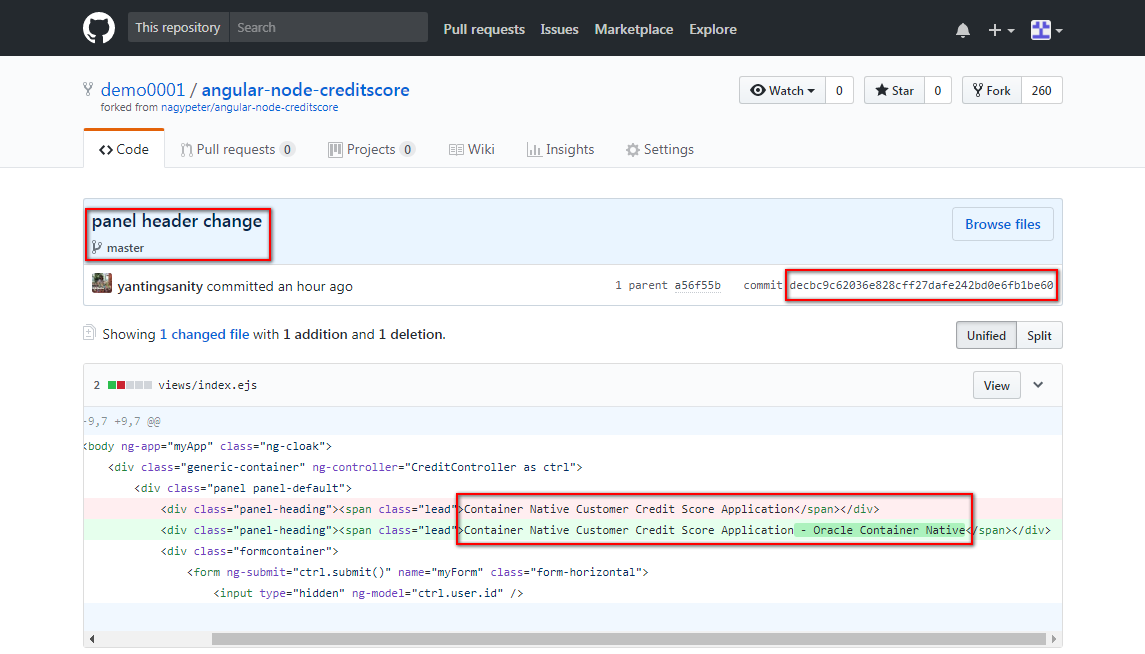 This repository Search Pull requests Issues Marketplace Explore
demo0001 / angular-node-creditscore Watch 0 Star 0 Fork 260
forked from nagypeter/angular-node-creditscore
Code Pull requests 0 Projects 0 Wiki Insights Settings
panel header change Browse files
master
yantingsanity committed an hour ago 1 parent a56f55b commit decbc9c62036e828cff27dafe242bd0e6fb1be60
Showing 1 changed file with 1 addition and 1 deletion. Unified Split
2 views/index.ejs View
-9,7 +9,7 @@
<body ng-app="myApp" class="ng-cloak">
<div class="generic-container" ng-controller="CreditController as ctrl">
<div class="panel panel-default">
<div class="panel-heading"><span class="lead">Container Native Customer Credit Score Application</span></div>
<div class="panel-heading"><span class="lead">Container Native Customer Credit Score Application - Oracle Container Native</span></div>
<div class="formcontainer">
<form ng-submit="ctrl.submit()" name="myForm" class="form-horizontal">
<input type="hidden" ng-model="ctrl.user.id" />